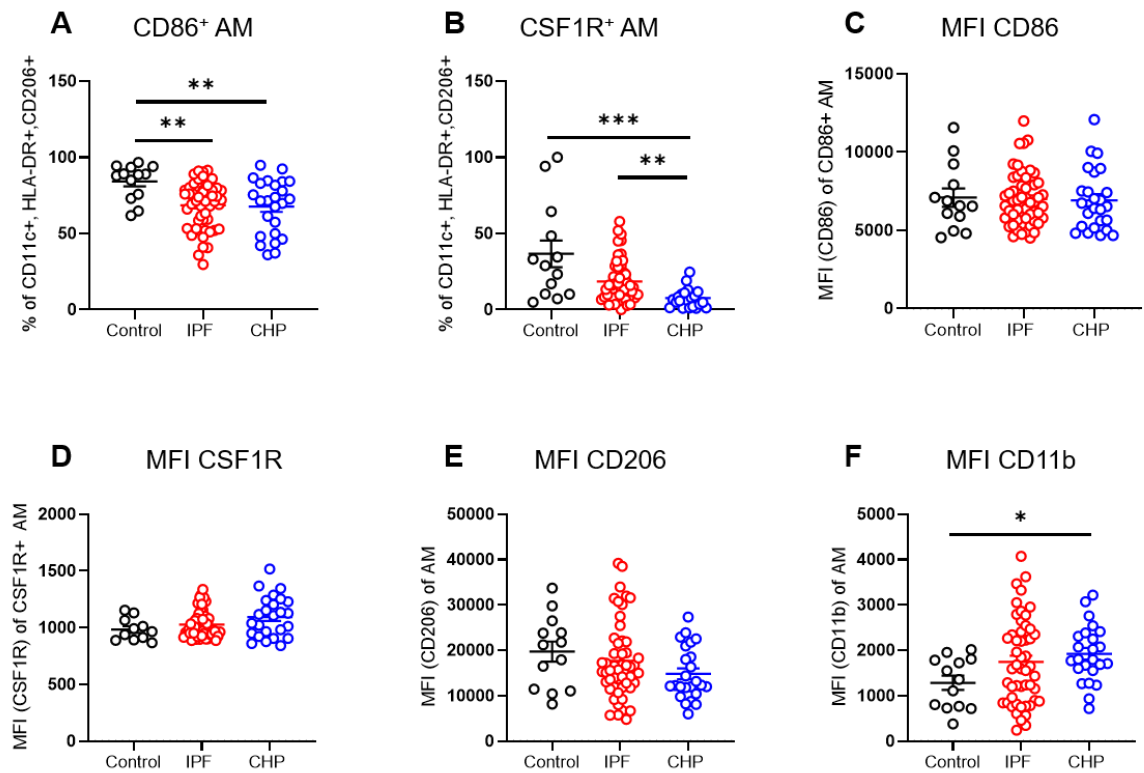 A
CD86⁺ AM
% of CD11c+, HLA-DR+,CD206+
150
100
50
0
**
**
Control
IPF
CHP
B
CSF1R⁺ AM
% of CD11c+, HLA-DR+,CD206+
150
100
50
0
***
**
Control
IPF
CHP
C
MFI CD86
MFI (CD86) of CD86+ AM
15000
10000
5000
0
Control
IPF
CHP
D
MFI CSF1R
MFI (CSF1R) of CSF1R+ AM
2000
1500
1000
500
0
Control
IPF
CHP
E
MFI CD206
MFI (CD206) of AM
50000
40000
30000
20000
10000
0
Control
IPF
CHP
F
MFI CD11b
MFI (CD11b) of AM
5000
4000
3000
2000
1000
0
*
Control
IPF
CHP